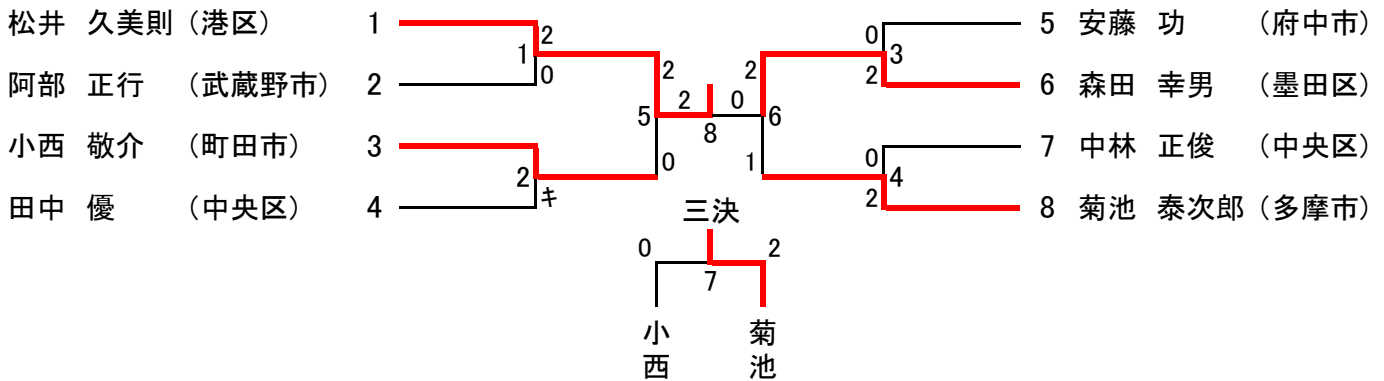 松井 久美則（港区） 1
阿部 正行 （武蔵野市） 2
小西 敬介 （町田市） 3
田中 優 （中央区） 4
5 安藤 功 （府中市）
6 森田 幸男 （墨田区）
7 中林 正俊 （中央区）
8 菊池 泰次郎（多摩市）
2
1
0
2
キ
2
5
0
2
8
0
2
6
1
0
3
2
0
4
2
三決
0
7
2
小西
菊池